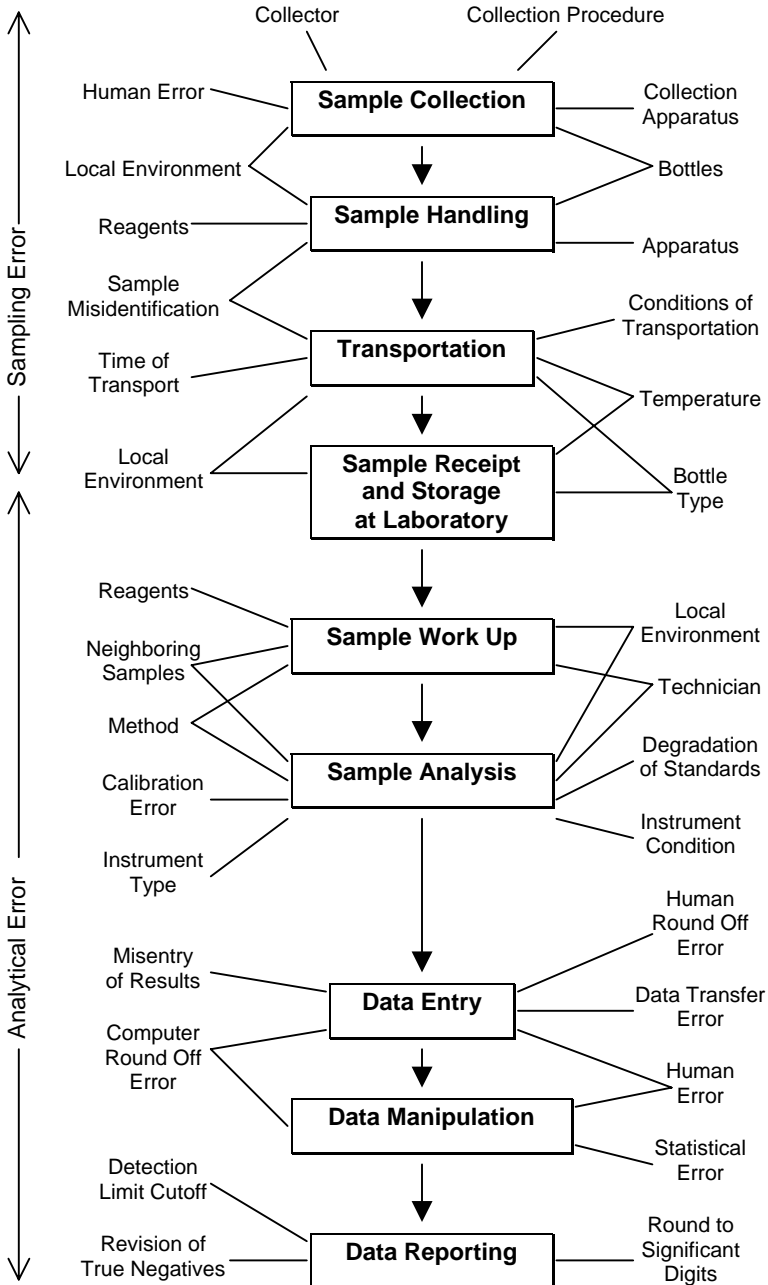 Collector
Collection Procedure
Human Error
Sample Collection
Collection
Apparatus
Local Environment
Bottles
Reagents
Sample Handling
Apparatus
Sample
Misidentification
Conditions of
Transportation
Time of
Transport
Transportation
Temperature
Local
Environment
Sample Receipt
and Storage
at Laboratory
Bottle
Type
Sampling Error
Reagents
Sample Work Up
Local
Environment
Neighboring
Samples
Technician
Method
Sample Analysis
Degradation
of Standards
Calibration
Error
Instrument
Condition
Instrument
Type
Human
Round Off
Error
Misentry
of Results
Data Entry
Data Transfer
Error
Computer
Round Off
Error
Human
Error
Data Manipulation
Statistical
Error
Detection
Limit Cutoff
Revision of
True Negatives
Data Reporting
Round to
Significant
Digits
Analytical Error